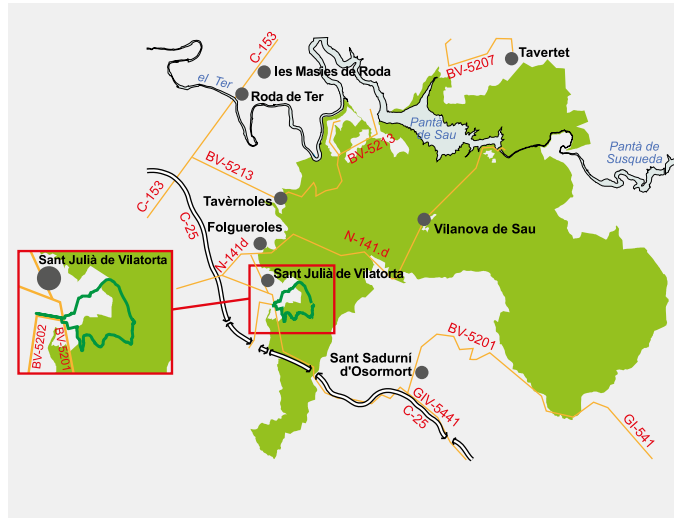 C-153
Tavertet
BV-5207
les Masies de Roda
el Ter
Roda de Ter
Pantà
de Sau
BV-5213
Pantà de
Susqueda
BV-5213
C-153
Tavèrnoles
C-25
Folgueroles
Vilanova de Sau
N-141.d
N-141d
Sant Julià de Vilatorta
Sant Julià de Vilatorta
BV-5202
BV-5201
BV-5201
Sant Sadurní
d'Osormort
GIV-5441
C-25
GI-541